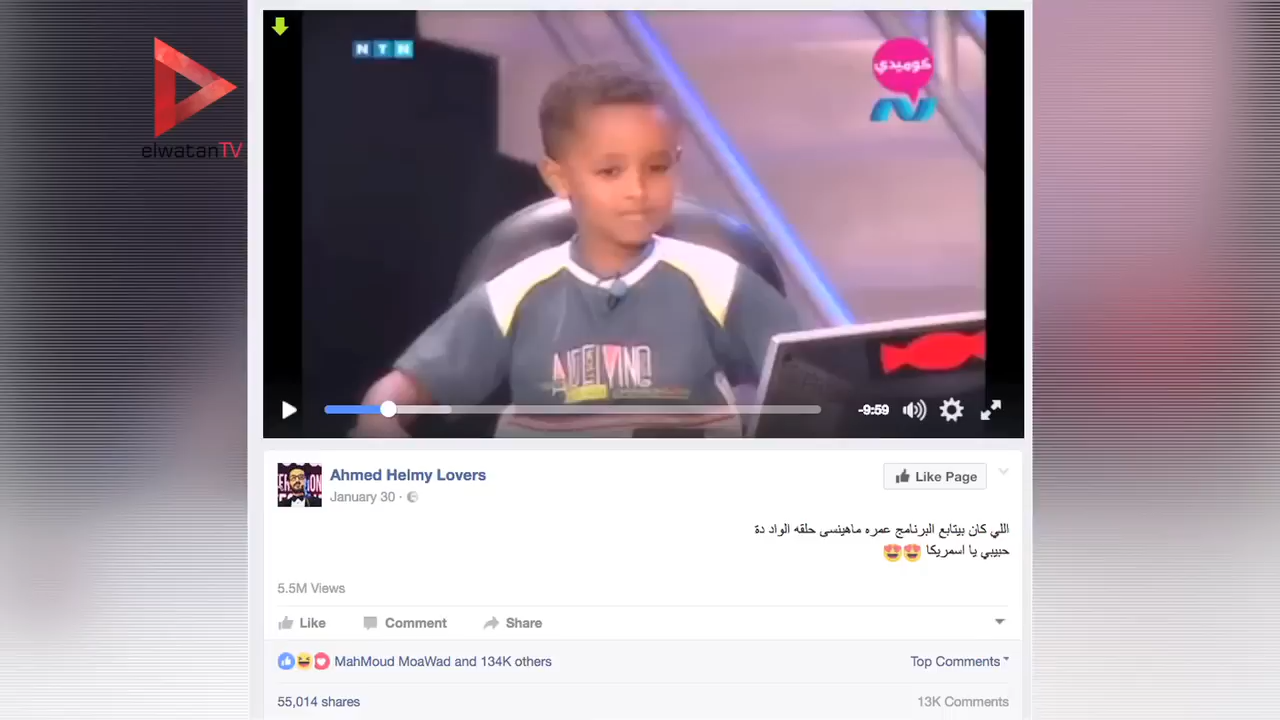 NTN
كوميدي
elwatanTV
-9:59
Ahmed Helmy Lovers
January 30
Like Page
اللي كان بيتابع البرنامج عمره ماهينسى حلقه الواد دة
حبيبي يا اسمريكا 😍😍
5.5M Views
Like
Comment
Share
MahMoud MoaWad and 134K others
Top Comments
55,014 shares
13K Comments